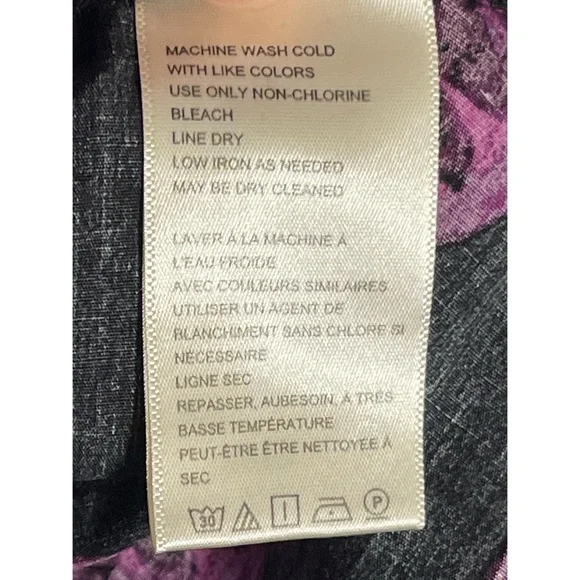 MACHINE WASH COLD
WITH LIKE COLORS
USE ONLY NON-CHLORINE
BLEACH
LINE DRY
LOW IRON AS NEEDED
MAY BE DRY CLEANED
LAVER À LA MACHINE À
L'EAU FROIDE
AVEC COULEURS SIMILAIRES
UTILISER UN AGENT DE
BLANCHIMENT SANS CHLORE SI
NÉCESSAIRE
LIGNE SEC
REPASSER, AUBESOIN, À TRÈS
BASSE TEMPÉRATURE
PEUT-ÊTRE ÊTRE NETTOYÉE À
SEC
30 P